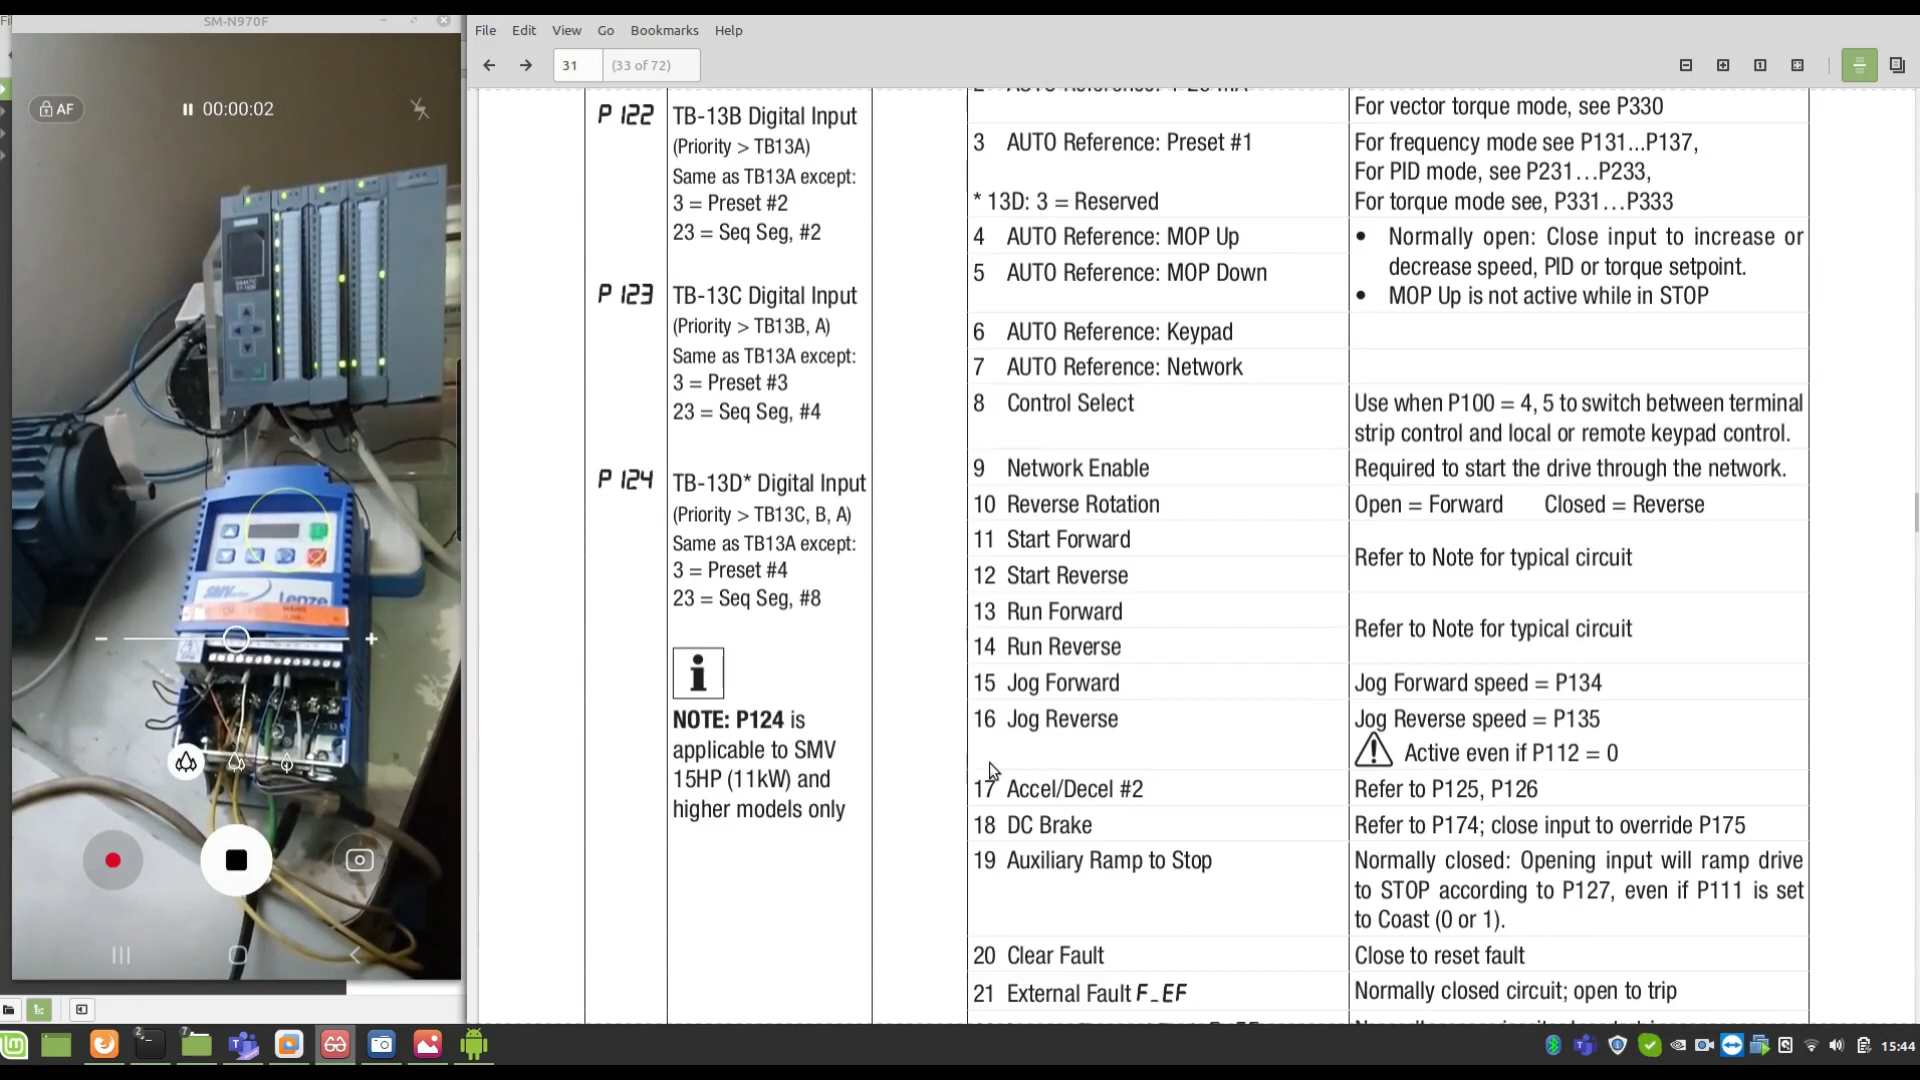 SM-N970F
AF
00:00:02
SIMATIC
S7-1500
SMV
Lenze
File Edit View Go Bookmarks Help
31 (33 of 72)
P 122 TB-13B Digital Input
(Priority > TB13A)
Same as TB13A except:
3 = Preset #2
23 = Seq Seg, #2
P 123 TB-13C Digital Input
(Priority > TB13B, A)
Same as TB13A except:
3 = Preset #3
23 = Seq Seg, #4
P 124 TB-13D* Digital Input
(Priority > TB13C, B, A)
Same as TB13A except:
3 = Preset #4
23 = Seq Seg, #8
i
NOTE: P124 is
applicable to SMV
15HP (11kW) and
higher models only
For vector torque mode, see P330
3 AUTO Reference: Preset #1
* 13D: 3 = Reserved
For frequency mode see P131...P137,
For PID mode, see P231...P233,
For torque mode see, P331...P333
4 AUTO Reference: MOP Up
5 AUTO Reference: MOP Down
• Normally open: Close input to increase or
decrease speed, PID or torque setpoint.
• MOP Up is not active while in STOP
6 AUTO Reference: Keypad
7 AUTO Reference: Network
8 Control Select
Use when P100 = 4, 5 to switch between terminal
strip control and local or remote keypad control.
9 Network Enable Required to start the drive through the network.
10 Reverse Rotation Open = Forward Closed = Reverse
11 Start Forward
12 Start Reverse
Refer to Note for typical circuit
13 Run Forward
14 Run Reverse
Refer to Note for typical circuit
15 Jog Forward Jog Forward speed = P134
16 Jog Reverse Jog Reverse speed = P135
Active even if P112 = 0
17 Accel/Decel #2 Refer to P125, P126
18 DC Brake Refer to P174; close input to override P175
19 Auxiliary Ramp to Stop Normally closed: Opening input will ramp drive
to STOP according to P127, even if P111 is set
to Coast (0 or 1).
20 Clear Fault Close to reset fault
21 External Fault F_EF Normally closed circuit; open to trip
2 7
15:44